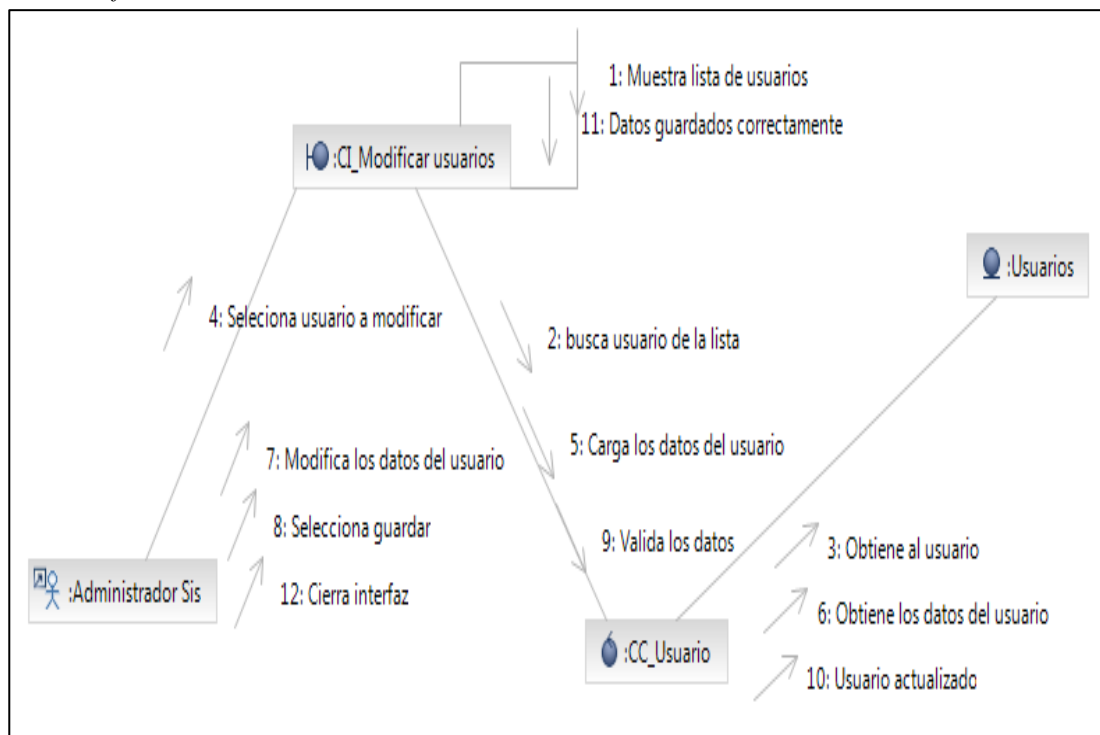 1: Muestra lista de usuarios
11: Datos guardados correctamente
:CI_Modificar usuarios
:Usuarios
4: Seleciona usuario a modificar
2: busca usuario de la lista
5: Carga los datos del usuario
7: Modifica los datos del usuario
8: Selecciona guardar
9: Valida los datos
3: Obtiene al usuario
:Administrador Sis
12: Cierra interfaz
6: Obtiene los datos del usuario
:CC_Usuario
10: Usuario actualizado